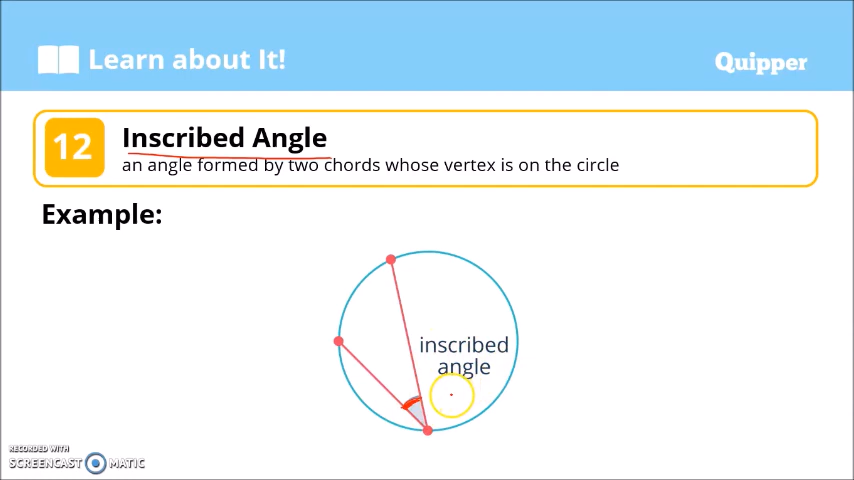 Learn about It!
Quipper
12
Inscribed Angle
an angle formed by two chords whose vertex is on the circle
Example:
inscribed
angle
RECORDED WITH
SCREENCAST MATIC